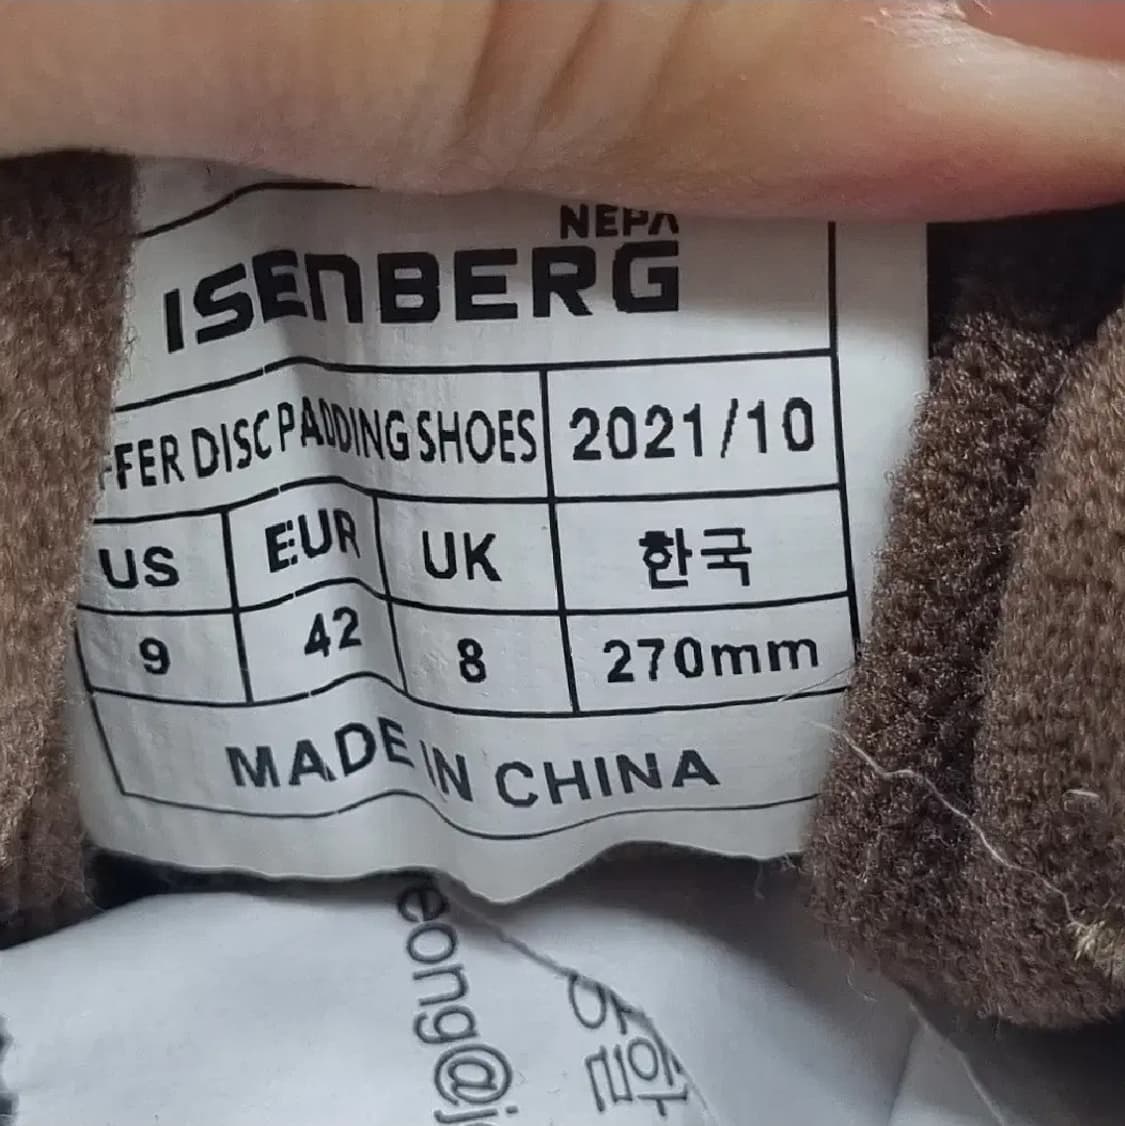 NEPA
ISENBERG
FFER DISC PADDING SHOES 2021/10
US EUR UK 한국
9 42 8 270mm
MADE IN CHINA
eong@j